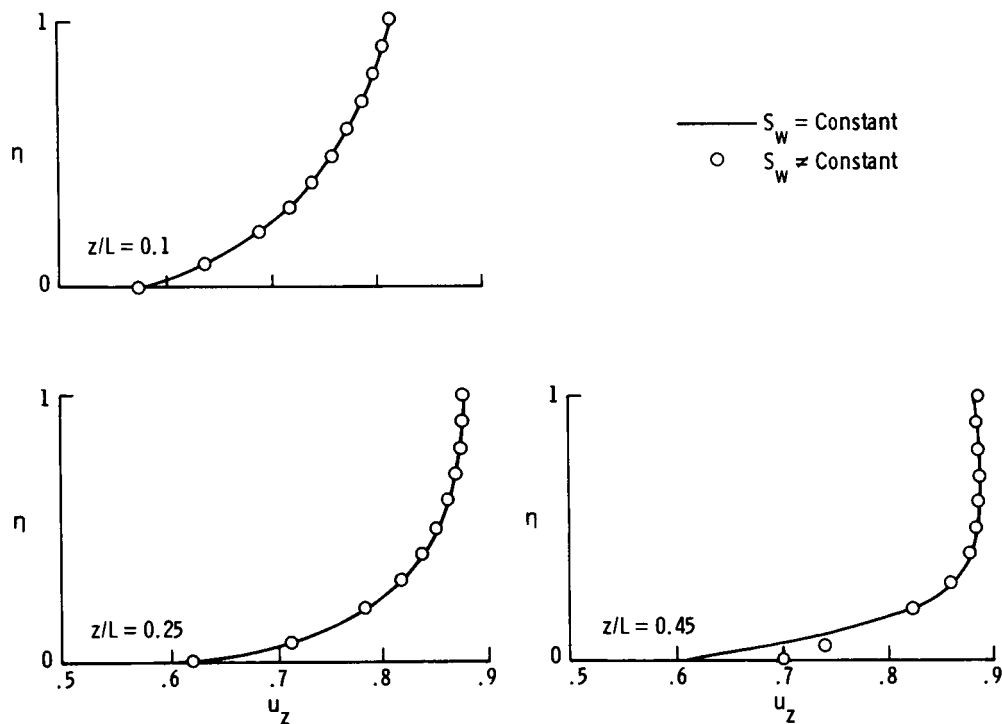 1
η
z/L = 0.1
0
S_w = Constant
S_w ≠ Constant
1
η
z/L = 0.25
0
.5 .6 .7 .8 .9
u_z
1
η
z/L = 0.45
0
.5 .6 .7 .8 .9
u_z